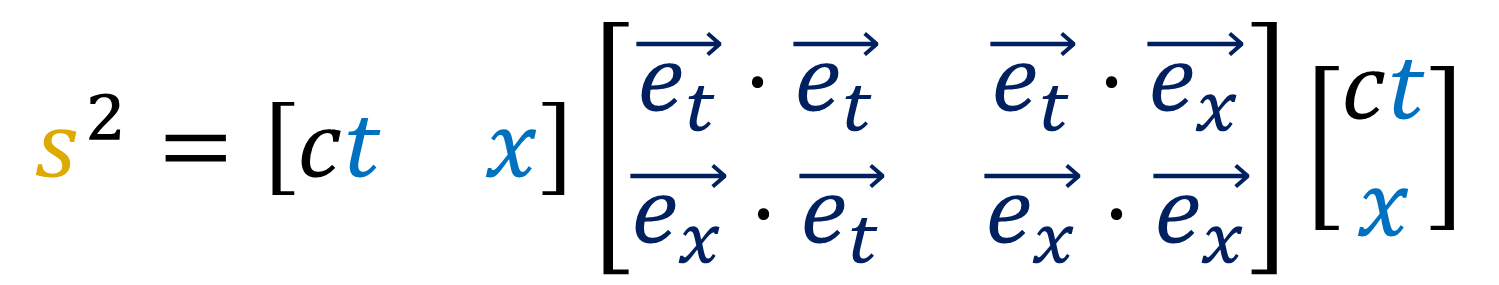 s² = [ct x] [e⃗ₜ · e⃗ₜ e⃗ₜ · e⃗ₓ; e⃗ₓ · e⃗ₜ e⃗ₓ · e⃗ₓ] [ct; x]